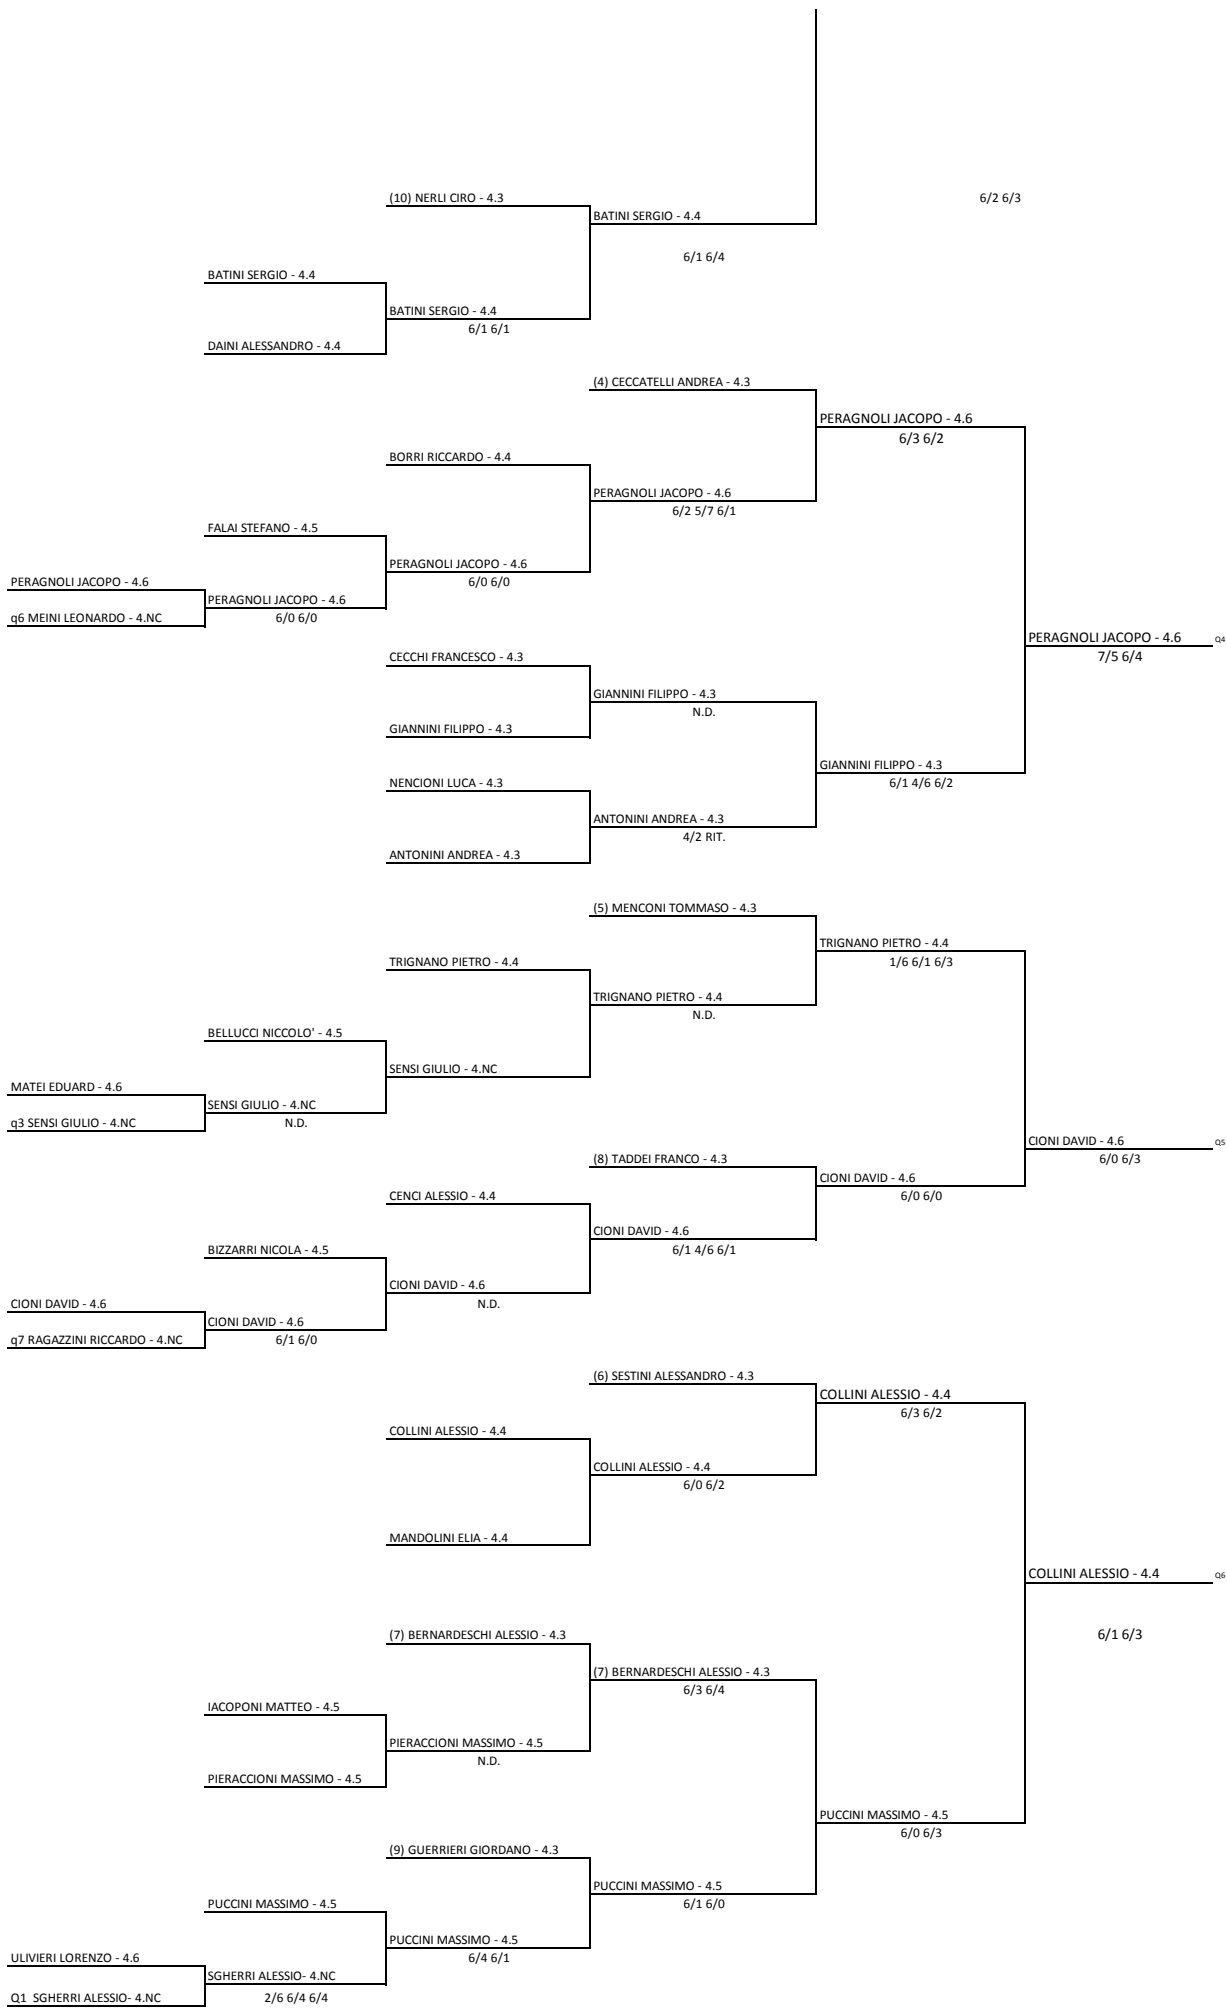 (10) NERLI CIRO - 4.3
6/2 6/3
BATINI SERGIO - 4.4
6/1 6/4
BATINI SERGIO - 4.4
BATINI SERGIO - 4.4
6/1 6/1
DAINI ALESSANDRO - 4.4
(4) CECCATELLI ANDREA - 4.3
PERAGNOLI JACOPO - 4.6
6/3 6/2
BORRI RICCARDO - 4.4
PERAGNOLI JACOPO - 4.6
6/2 5/7 6/1
FALAI STEFANO - 4.5
PERAGNOLI JACOPO - 4.6
6/0 6/0
PERAGNOLI JACOPO - 4.6
PERAGNOLI JACOPO - 4.6
6/0 6/0
q6 MEINI LEONARDO - 4.NC
PERAGNOLI JACOPO - 4.6
Q4
7/5 6/4
CECCHI FRANCESCO - 4.3
GIANNINI FILIPPO - 4.3
N.D.
GIANNINI FILIPPO - 4.3
GIANNINI FILIPPO - 4.3
6/1 4/6 6/2
NENCIONI LUCA - 4.3
ANTONINI ANDREA - 4.3
4/2 RIT.
ANTONINI ANDREA - 4.3
(5) MENCONI TOMMASO - 4.3
TRIGNANO PIETRO - 4.4
1/6 6/1 6/3
TRIGNANO PIETRO - 4.4
TRIGNANO PIETRO - 4.4
N.D.
BELLUCCI NICCOLO' - 4.5
SENSI GIULIO - 4.NC
MATEI EDUARD - 4.6
SENSI GIULIO - 4.NC
N.D.
q3 SENSI GIULIO - 4.NC
CIONI DAVID - 4.6
Q5
6/0 6/3
(8) TADDEI FRANCO - 4.3
CIONI DAVID - 4.6
6/0 6/0
CENCI ALESSIO - 4.4
CIONI DAVID - 4.6
6/1 4/6 6/1
BIZZARRI NICOLA - 4.5
CIONI DAVID - 4.6
N.D.
CIONI DAVID - 4.6
CIONI DAVID - 4.6
6/1 6/0
q7 RAGAZZINI RICCARDO - 4.NC
(6) SESTINI ALESSANDRO - 4.3
COLLINI ALESSIO - 4.4
6/3 6/2
COLLINI ALESSIO - 4.4
COLLINI ALESSIO - 4.4
6/0 6/2
MANDOLINI ELIA - 4.4
COLLINI ALESSIO - 4.4
Q6
6/1 6/3
(7) BERNARDESCHI ALESSIO - 4.3
(7) BERNARDESCHI ALESSIO - 4.3
6/3 6/4
IACOPONI MATTEO - 4.5
PIERACCIONI MASSIMO - 4.5
N.D.
PIERACCIONI MASSIMO - 4.5
PUCCINI MASSIMO - 4.5
6/0 6/3
(9) GUERRIERI GIORDANO - 4.3
PUCCINI MASSIMO - 4.5
6/1 6/0
PUCCINI MASSIMO - 4.5
PUCCINI MASSIMO - 4.5
6/4 6/1
ULIVIERI LORENZO - 4.6
SGHERRI ALESSIO- 4.NC
2/6 6/4 6/4
Q1 SGHERRI ALESSIO- 4.NC